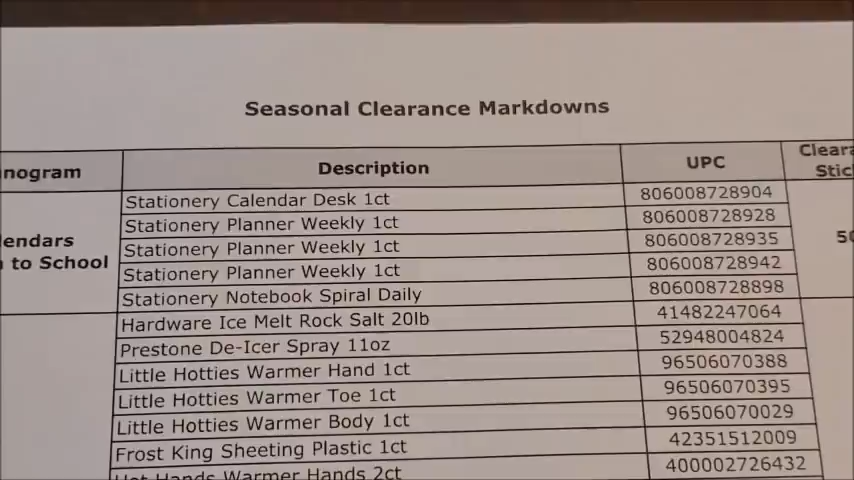 Seasonal Clearance Markdowns
Description UPC
Stationery Calendar Desk 1ct 806008728904
Stationery Planner Weekly 1ct 806008728928
lendars Stationery Planner Weekly 1ct 806008728935 50
to School Stationery Planner Weekly 1ct 806008728942
Stationery Notebook Spiral Daily 806008728898
Hardware Ice Melt Rock Salt 20lb 41482247064
Prestone De-Icer Spray 11oz 52948004824
Little Hotties Warmer Hand 1ct 96506070388
Little Hotties Warmer Toe 1ct 96506070395
Little Hotties Warmer Body 1ct 96506070029
Frost King Sheeting Plastic 1ct 42351512009
Hot Hands Warmer Hands 2ct 400002726432